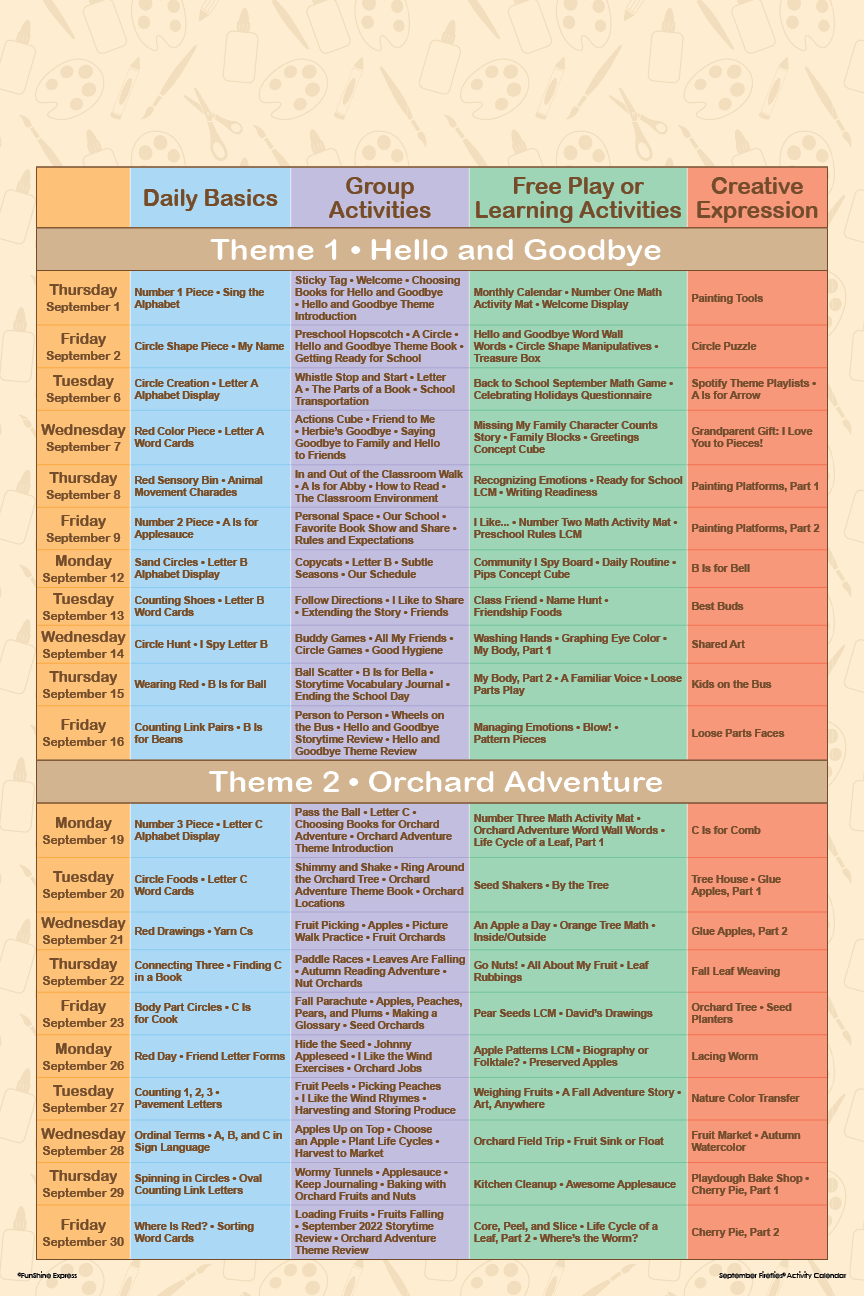 Daily Basics
Group
Activities
Free Play or
Learning Activities
Creative
Expression
Theme 1 • Hello and Goodbye
Thursday
September 1
Number 1 Piece • Sing the
Alphabet
Sticky Tag • Welcome • Choosing
Books for Hello and Goodbye
• Hello and Goodbye Theme
Introduction
Monthly Calendar • Number One Math
Activity Mat • Welcome Display
Painting Tools
Friday
September 2
Circle Shape Piece • My Name
Preschool Hopscotch • A Circle •
Hello and Goodbye Theme Book •
Getting Ready for School
Hello and Goodbye Word Wall
Words • Circle Shape Manipulatives •
Treasure Box
Circle Puzzle
Tuesday
September 6
Circle Creation • Letter A
Alphabet Display
Whistle Stop and Start • Letter
A • The Parts of a Book • School
Transportation
Back to School September Math Game •
Celebrating Holidays Questionnaire
Spotify Theme Playlists •
A Is for Arrow
Wednesday
September 7
Red Color Piece • Letter A
Word Cards
Actions Cube • Friend to Me
• Herbie's Goodbye • Saying
Goodbye to Family and Hello
to Friends
Missing My Family Character Counts
Story • Family Blocks • Greetings
Concept Cube
Grandparent Gift: I Love
You to Pieces!
Thursday
September 8
Red Sensory Bin • Animal
Movement Charades
In and Out of the Classroom Walk
• A Is for Abby • How to Read •
The Classroom Environment
Recognizing Emotions • Ready for School
LCM • Writing Readiness
Painting Platforms, Part 1
Friday
September 9
Number 2 Piece • A Is for
Applesauce
Personal Space • Our School •
Favorite Book Show and Share •
Rules and Expectations
I Like... • Number Two Math Activity Mat •
Preschool Rules LCM
Painting Platforms, Part 2
Monday
September 12
Sand Circles • Letter B
Alphabet Display
Copycats • Letter B • Subtle
Seasons • Our Schedule
Community I Spy Board • Daily Routine •
Pips Concept Cube
B Is for Bell
Tuesday
September 13
Counting Shoes • Letter B
Word Cards
Follow Directions • I Like to Share
• Extending the Story • Friends
Class Friend • Name Hunt •
Friendship Foods
Best Buds
Wednesday
September 14
Circle Hunt • I Spy Letter B
Buddy Games • All My Friends •
Circle Games • Good Hygiene
Washing Hands • Graphing Eye Color •
My Body, Part 1
Shared Art
Thursday
September 15
Wearing Red • B Is for Ball
Ball Scatter • B Is for Bella •
Storytime Vocabulary Journal •
Ending the School Day
My Body, Part 2 • A Familiar Voice • Loose
Parts Play
Kids on the Bus
Friday
September 16
Counting Link Pairs • B Is
for Beans
Person to Person • Wheels on
the Bus • Hello and Goodbye
Storytime Review • Hello and
Goodbye Theme Review
Managing Emotions • Blow! •
Pattern Pieces
Loose Parts Faces
Theme 2 • Orchard Adventure
Monday
September 19
Number 3 Piece • Letter C
Alphabet Display
Pass the Ball • Letter C •
Choosing Books for Orchard
Adventure • Orchard Adventure
Theme Introduction
Number Three Math Activity Mat •
Orchard Adventure Word Wall Words •
Life Cycle of a Leaf, Part 1
C Is for Comb
Tuesday
September 20
Circle Foods • Letter C
Word Cards
Shimmy and Shake • Ring Around
the Orchard Tree • Orchard
Adventure Theme Book • Orchard
Locations
Seed Shakers • By the Tree
Tree House • Glue
Apples, Part 1
Wednesday
September 21
Red Drawings • Yarn Cs
Fruit Picking • Apples • Picture
Walk Practice • Fruit Orchards
An Apple a Day • Orange Tree Math •
Inside/Outside
Glue Apples, Part 2
Thursday
September 22
Connecting Three • Finding C
in a Book
Paddle Races • Leaves Are Falling
• Autumn Reading Adventure •
Nut Orchards
Go Nuts! • All About My Fruit • Leaf
Rubbings
Fall Leaf Weaving
Friday
September 23
Body Part Circles • C Is
for Cook
Fall Parachute • Apples, Peaches,
Pears, and Plums • Making a
Glossary • Seed Orchards
Pear Seeds LCM • David's Drawings
Orchard Tree • Seed
Planters
Monday
September 26
Red Day • Friend Letter Forms
Hide the Seed • Johnny
Appleseed • I Like the Wind
Exercises • Orchard Jobs
Apple Patterns LCM • Biography or
Folktale? • Preserved Apples
Lacing Worm
Tuesday
September 27
Counting 1, 2, 3 •
Pavement Letters
Fruit Peels • Picking Peaches
• I Like the Wind Rhymes •
Harvesting and Storing Produce
Weighing Fruits • A Fall Adventure Story •
Art, Anywhere
Nature Color Transfer
Wednesday
September 28
Ordinal Terms • A, B, and C in
Sign Language
Apples Up on Top • Choose
an Apple • Plant Life Cycles •
Harvest to Market
Orchard Field Trip • Fruit Sink or Float
Fruit Market • Autumn
Watercolor
Thursday
September 29
Spinning in Circles • Oval
Counting Link Letters
Wormy Tunnels • Applesauce •
Keep Journaling • Baking with
Orchard Fruits and Nuts
Kitchen Cleanup • Awesome Applesauce
Playdough Bake Shop •
Cherry Pie, Part 1
Friday
September 30
Where Is Red? • Sorting
Word Cards
Loading Fruits • Fruits Falling
• September 2022 Storytime
Review • Orchard Adventure
Theme Review
Core, Peel, and Slice • Life Cycle of a
Leaf, Part 2 • Where's the Worm?
Cherry Pie, Part 2
©FunShine Express
September Fireflies® Activity Calendar